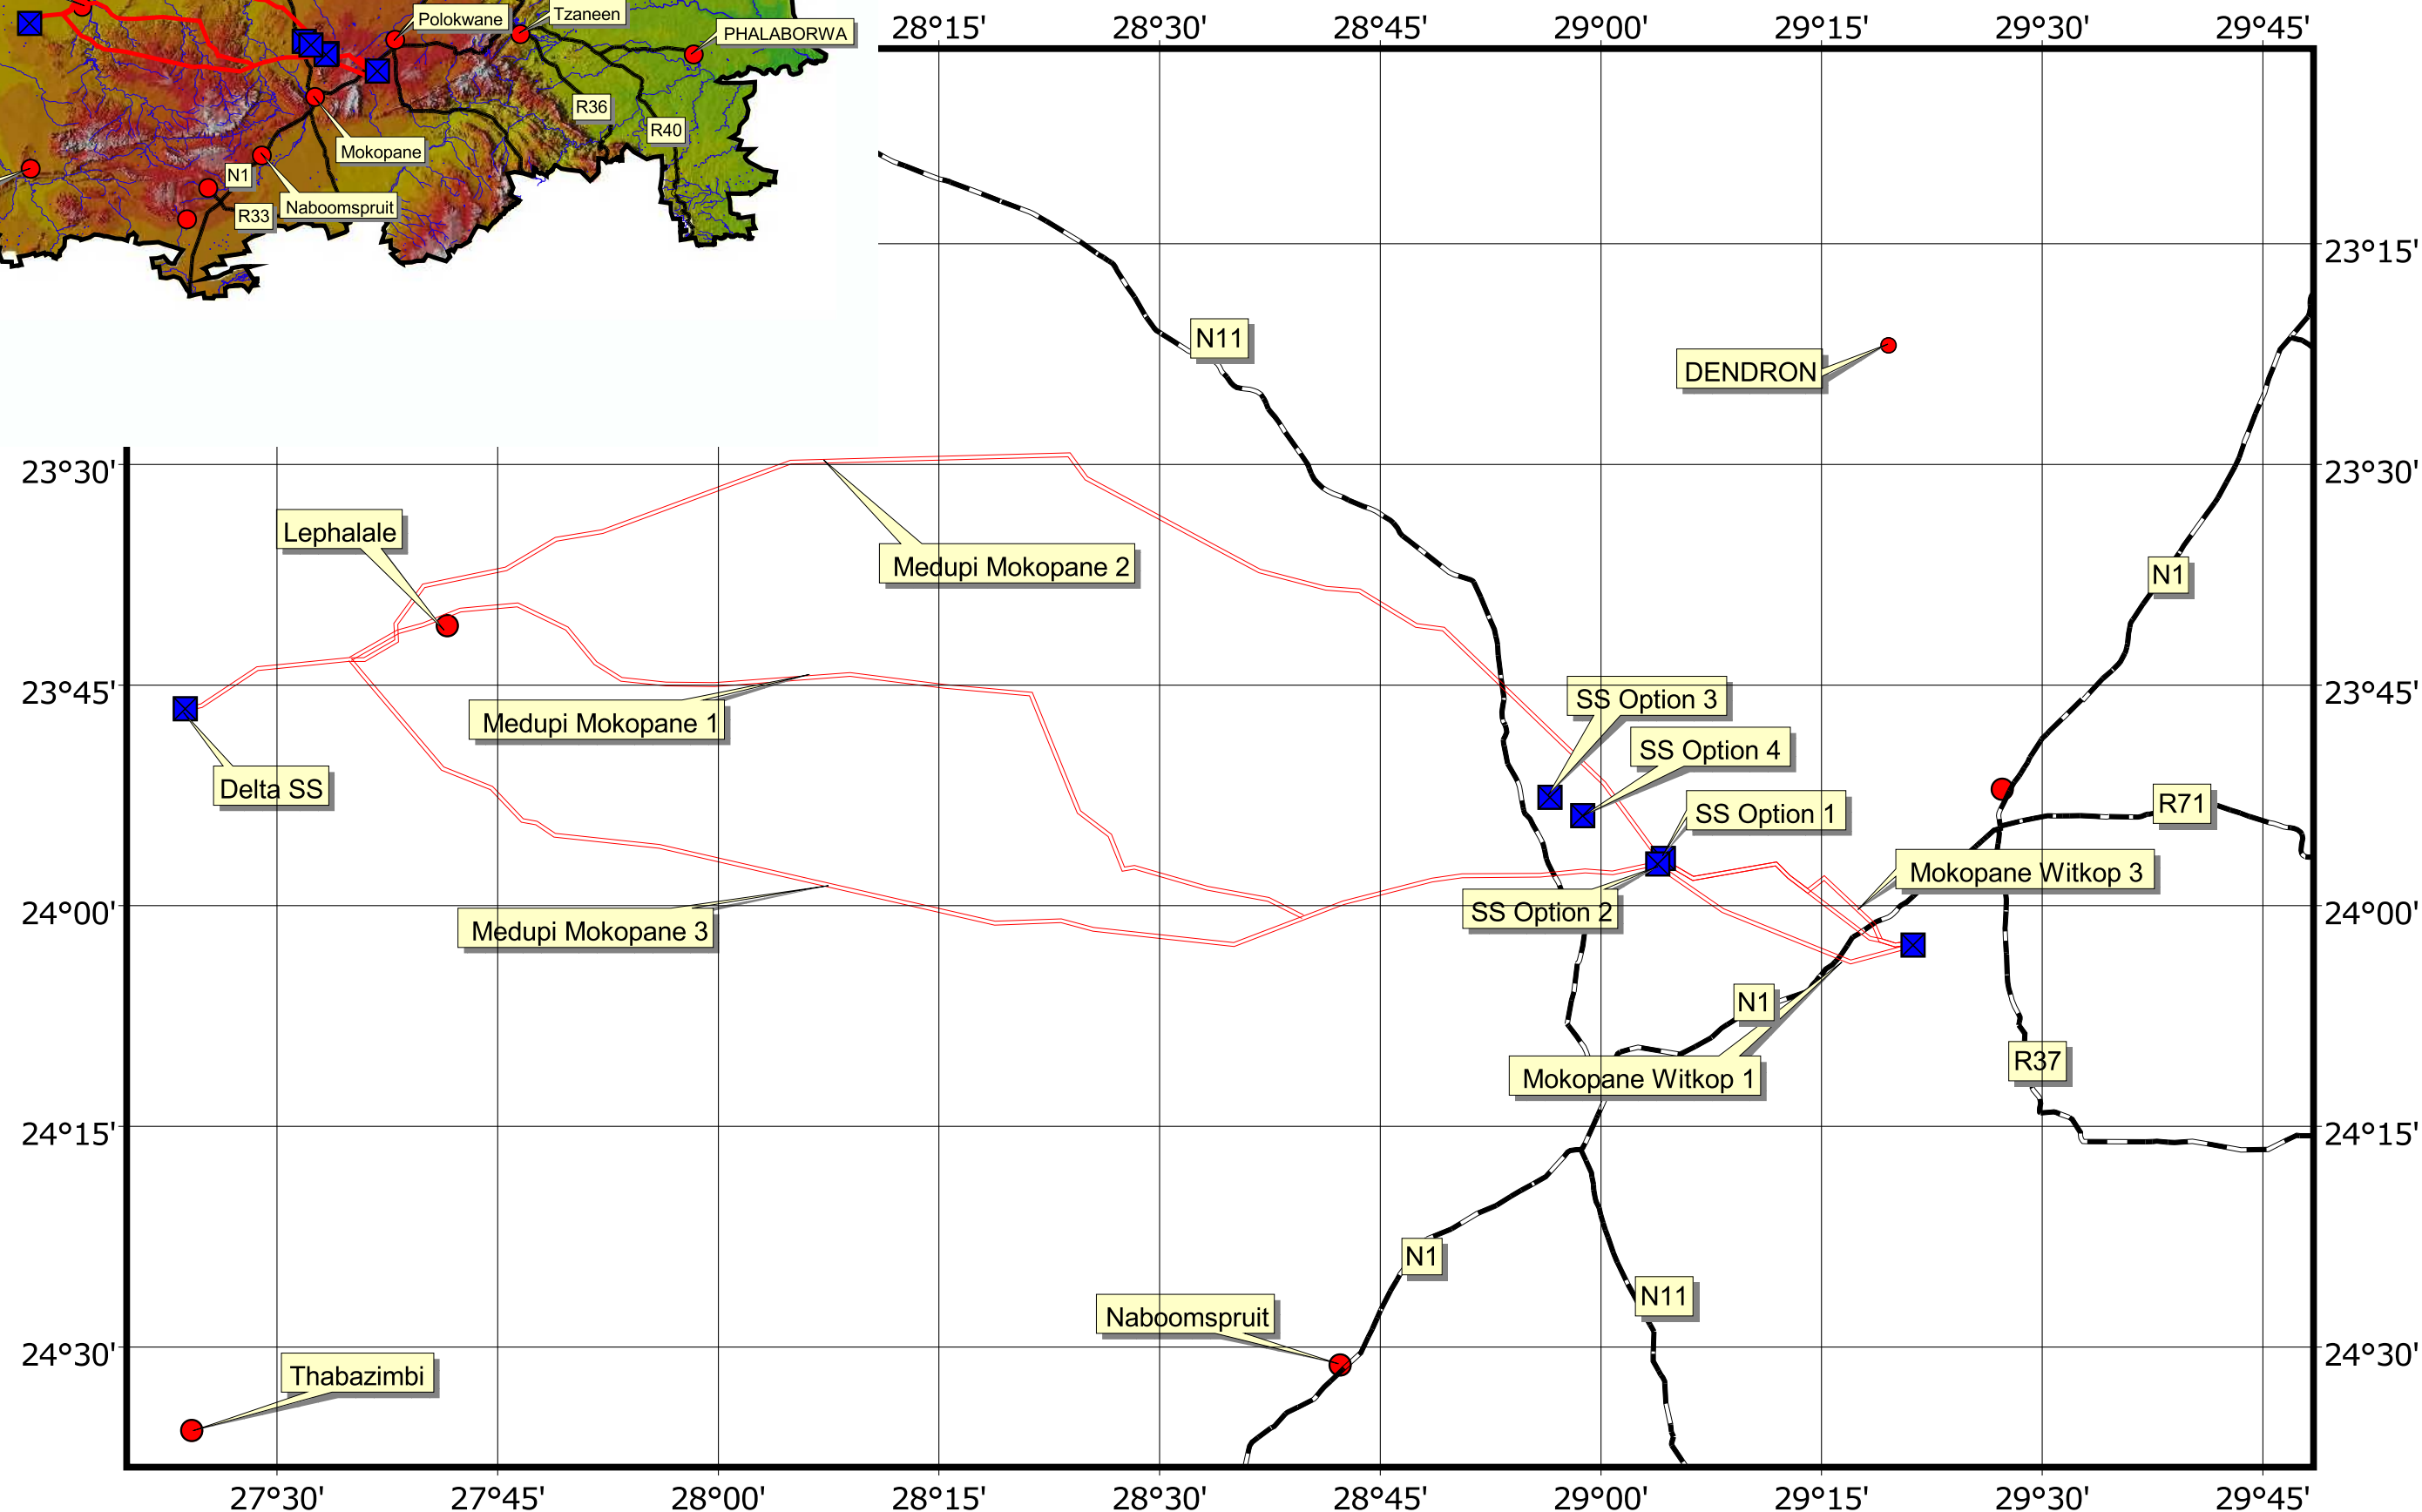 Polokwane
Tzaneen
PHALABORWA
R36
R40
Mokopane
N1
Naboomspruit
R33
28°15'
28°30'
28°45'
29°00'
29°15'
29°30'
29°45'
23°15'
N11
DENDRON
23°30'
23°30'
Lephalale
Medupi Mokopane 2
N1
23°45'
23°45'
SS Option 3
Medupi Mokopane 1
SS Option 4
Delta SS
SS Option 1
R71
Mokopane Witkop 3
SS Option 2
24°00'
24°00'
Medupi Mokopane 3
N1
R37
Mokopane Witkop 1
24°15'
24°15'
N1
N11
Naboomspruit
24°30'
24°30'
Thabazimbi
27°30'
27°45'
28°00'
28°15'
28°30'
28°45'
29°00'
29°15'
29°30'
29°45'